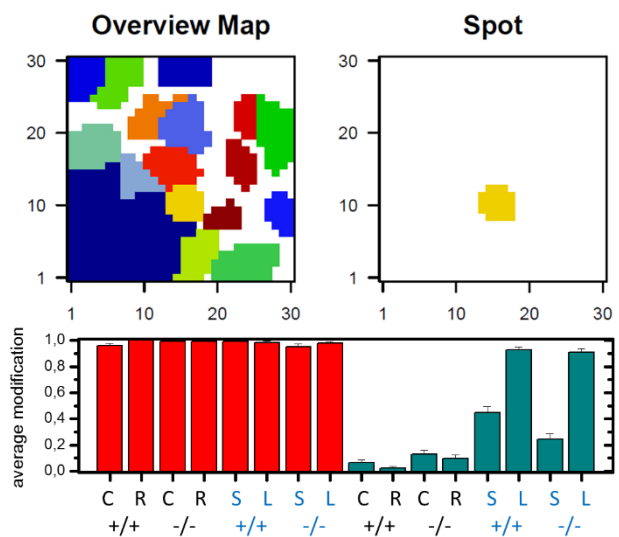 Overview Map Spot
30 30
20 20
10 10
1 1
1 10 20 30 1 10 20 30
average modification
1,0
0,8
0,6
0,4
0,2
0,0
C R C R S L S L C R C R S L S L
+/+ -/- +/+ -/- +/+ -/- +/+ -/-